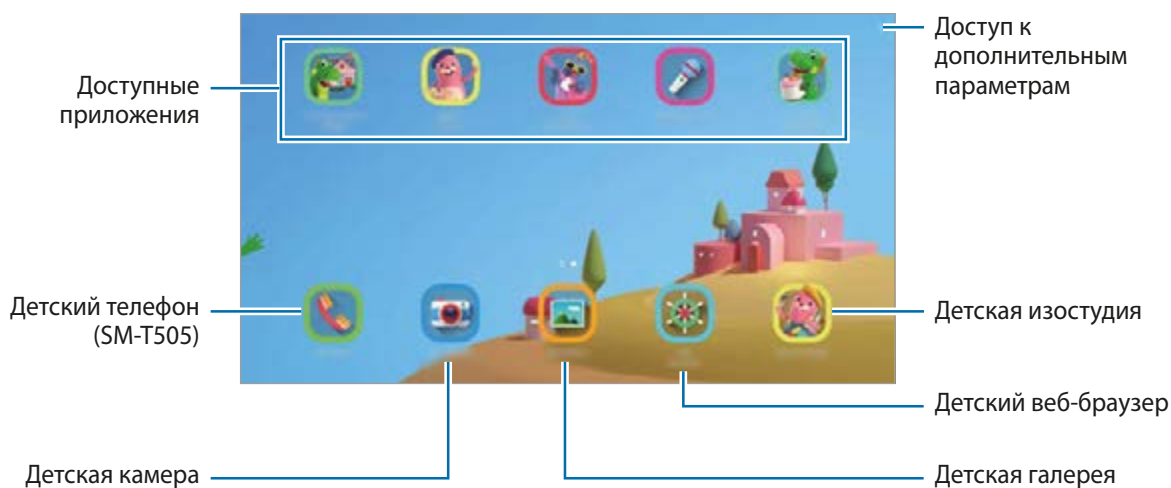 Доступ к
дополнительным
параметрам
Доступные
приложения
Детский телефон
(SM-T505)
Детская изостудия
Детский веб-браузер
Детская камера
Детская галерея